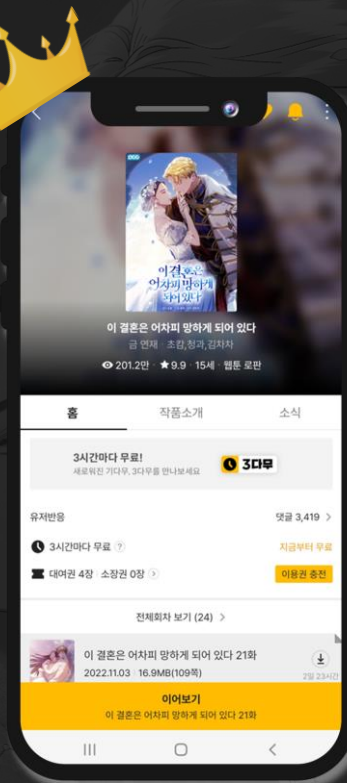 이 결혼은
어차피 망하게
되어 있다
이 결혼은 어차피 망하게 되어 있다
금 연재 · 초캄,청과,김차차
201.2만 · ★9.9 · 15세 · 웹툰 로판
홈 작품소개 소식
3시간마다 무료!
새로워진 기다무, 3다무를 만나보세요
3다무
유저반응 댓글 3,419 >
3시간마다 무료 ? 지금부터 무료
대여권 4장 · 소장권 0장 > 이용권 충전
전체회차 보기 (24) >
이 결혼은 어차피 망하게 되어 있다 21화
2022.11.03 · 16.9MB(109쪽)
2일 23시간
이어보기
이 결혼은 어차피 망하게 되어 있다 21화